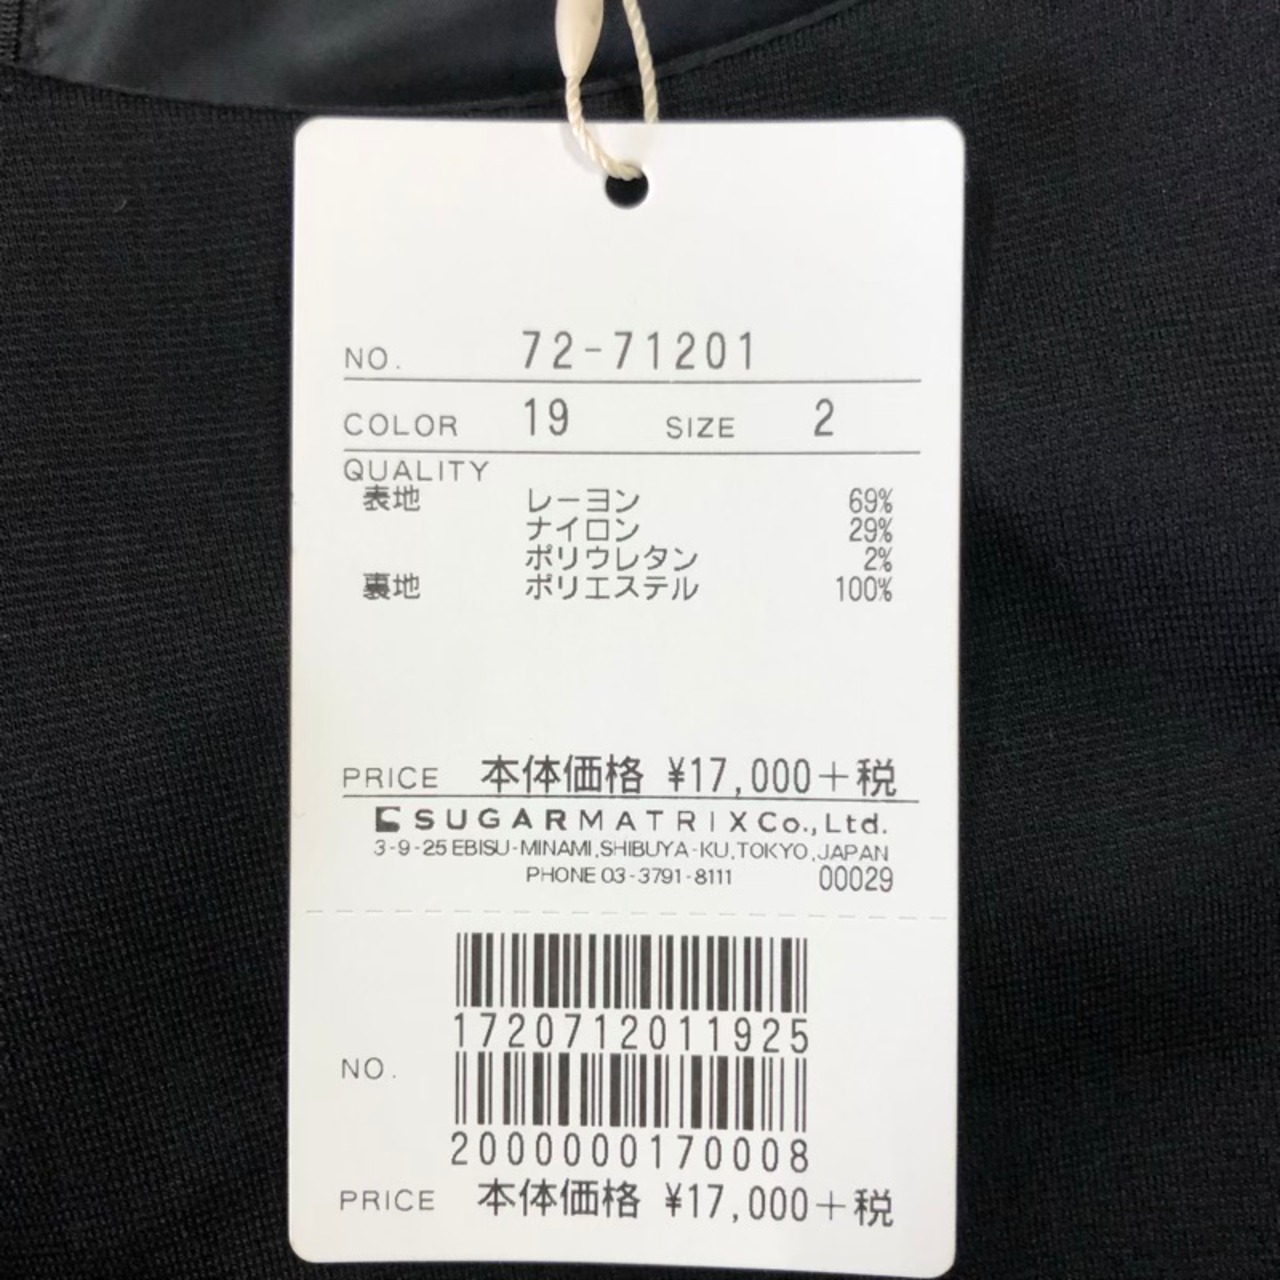 NO. 72-71201
COLOR 19 SIZE 2
QUALITY
表地 レーヨン 69%
ナイロン 29%
ポリウレタン 2%
裏地 ポリエステル 100%
PRICE 本体価格 ¥17,000+税
SUGARMATRIX Co., Ltd.
3-9-25 EBISU-MINAMI, SHIBUYA-KU, TOKYO, JAPAN
PHONE 03-3791-8111 00029
1720712011925
NO.
2000000170008
PRICE 本体価格 ¥17,000+税